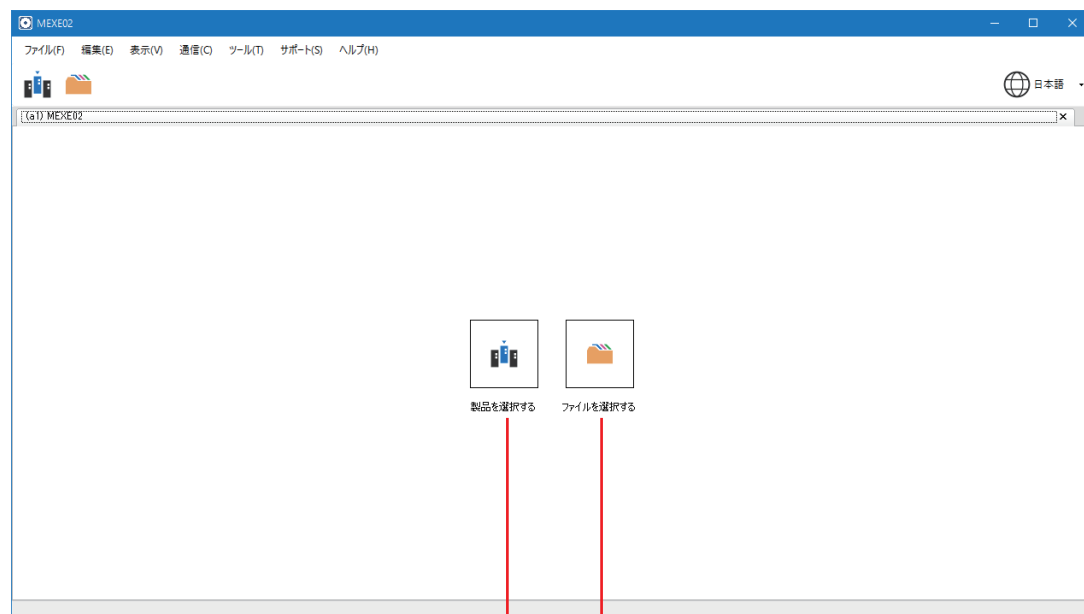 MEXE02
ファイル(F) 編集(E) 表示(V) 通信(C) ツール(T) サポート(S) ヘルプ(H)
日本語
(a1) MEXE02
製品を選択する ファイルを選択する